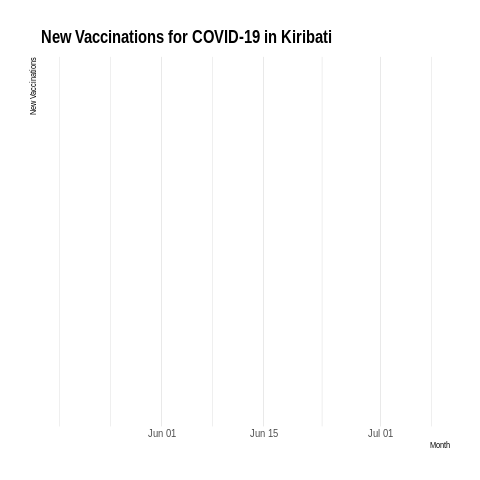 New Vaccinations for COVID-19 in Kiribati
New Vaccinations
Jun 01
Jun 15
Jul 01
Month